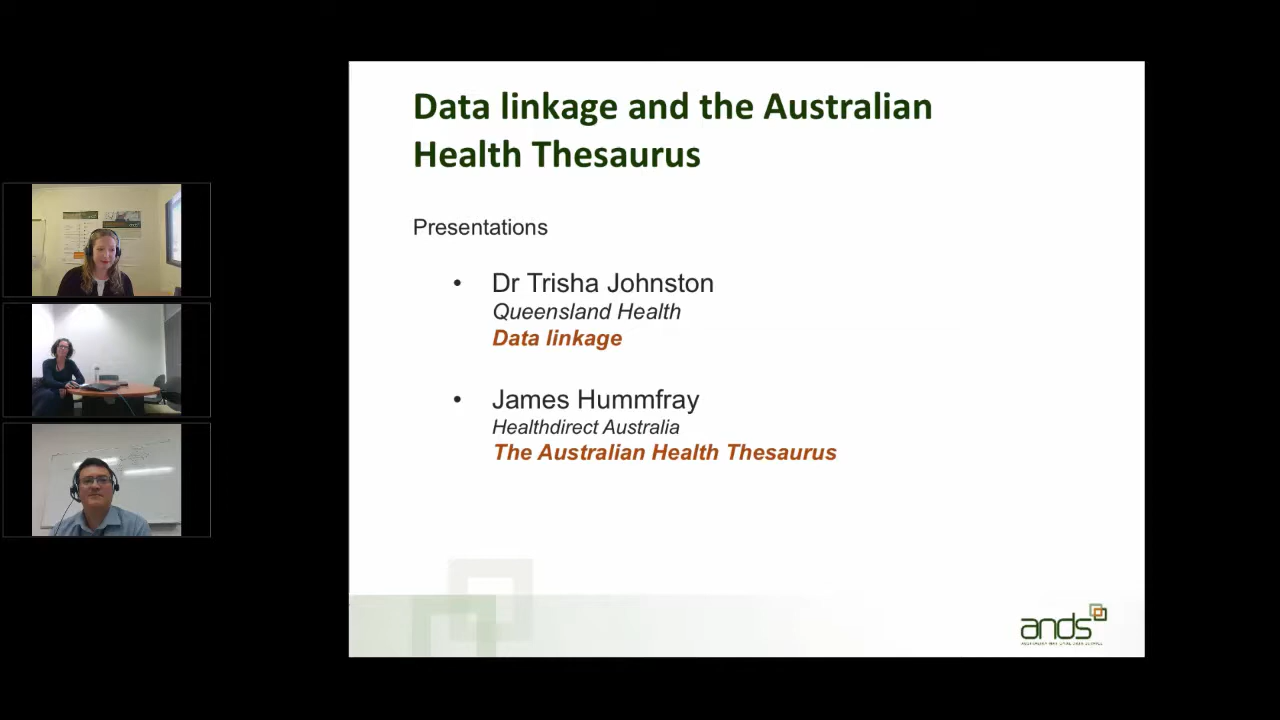 Data linkage and the Australian
Health Thesaurus
Presentations
• Dr Trisha Johnston
Queensland Health
Data linkage
• James Hummfray
Healthdirect Australia
The Australian Health Thesaurus
ands